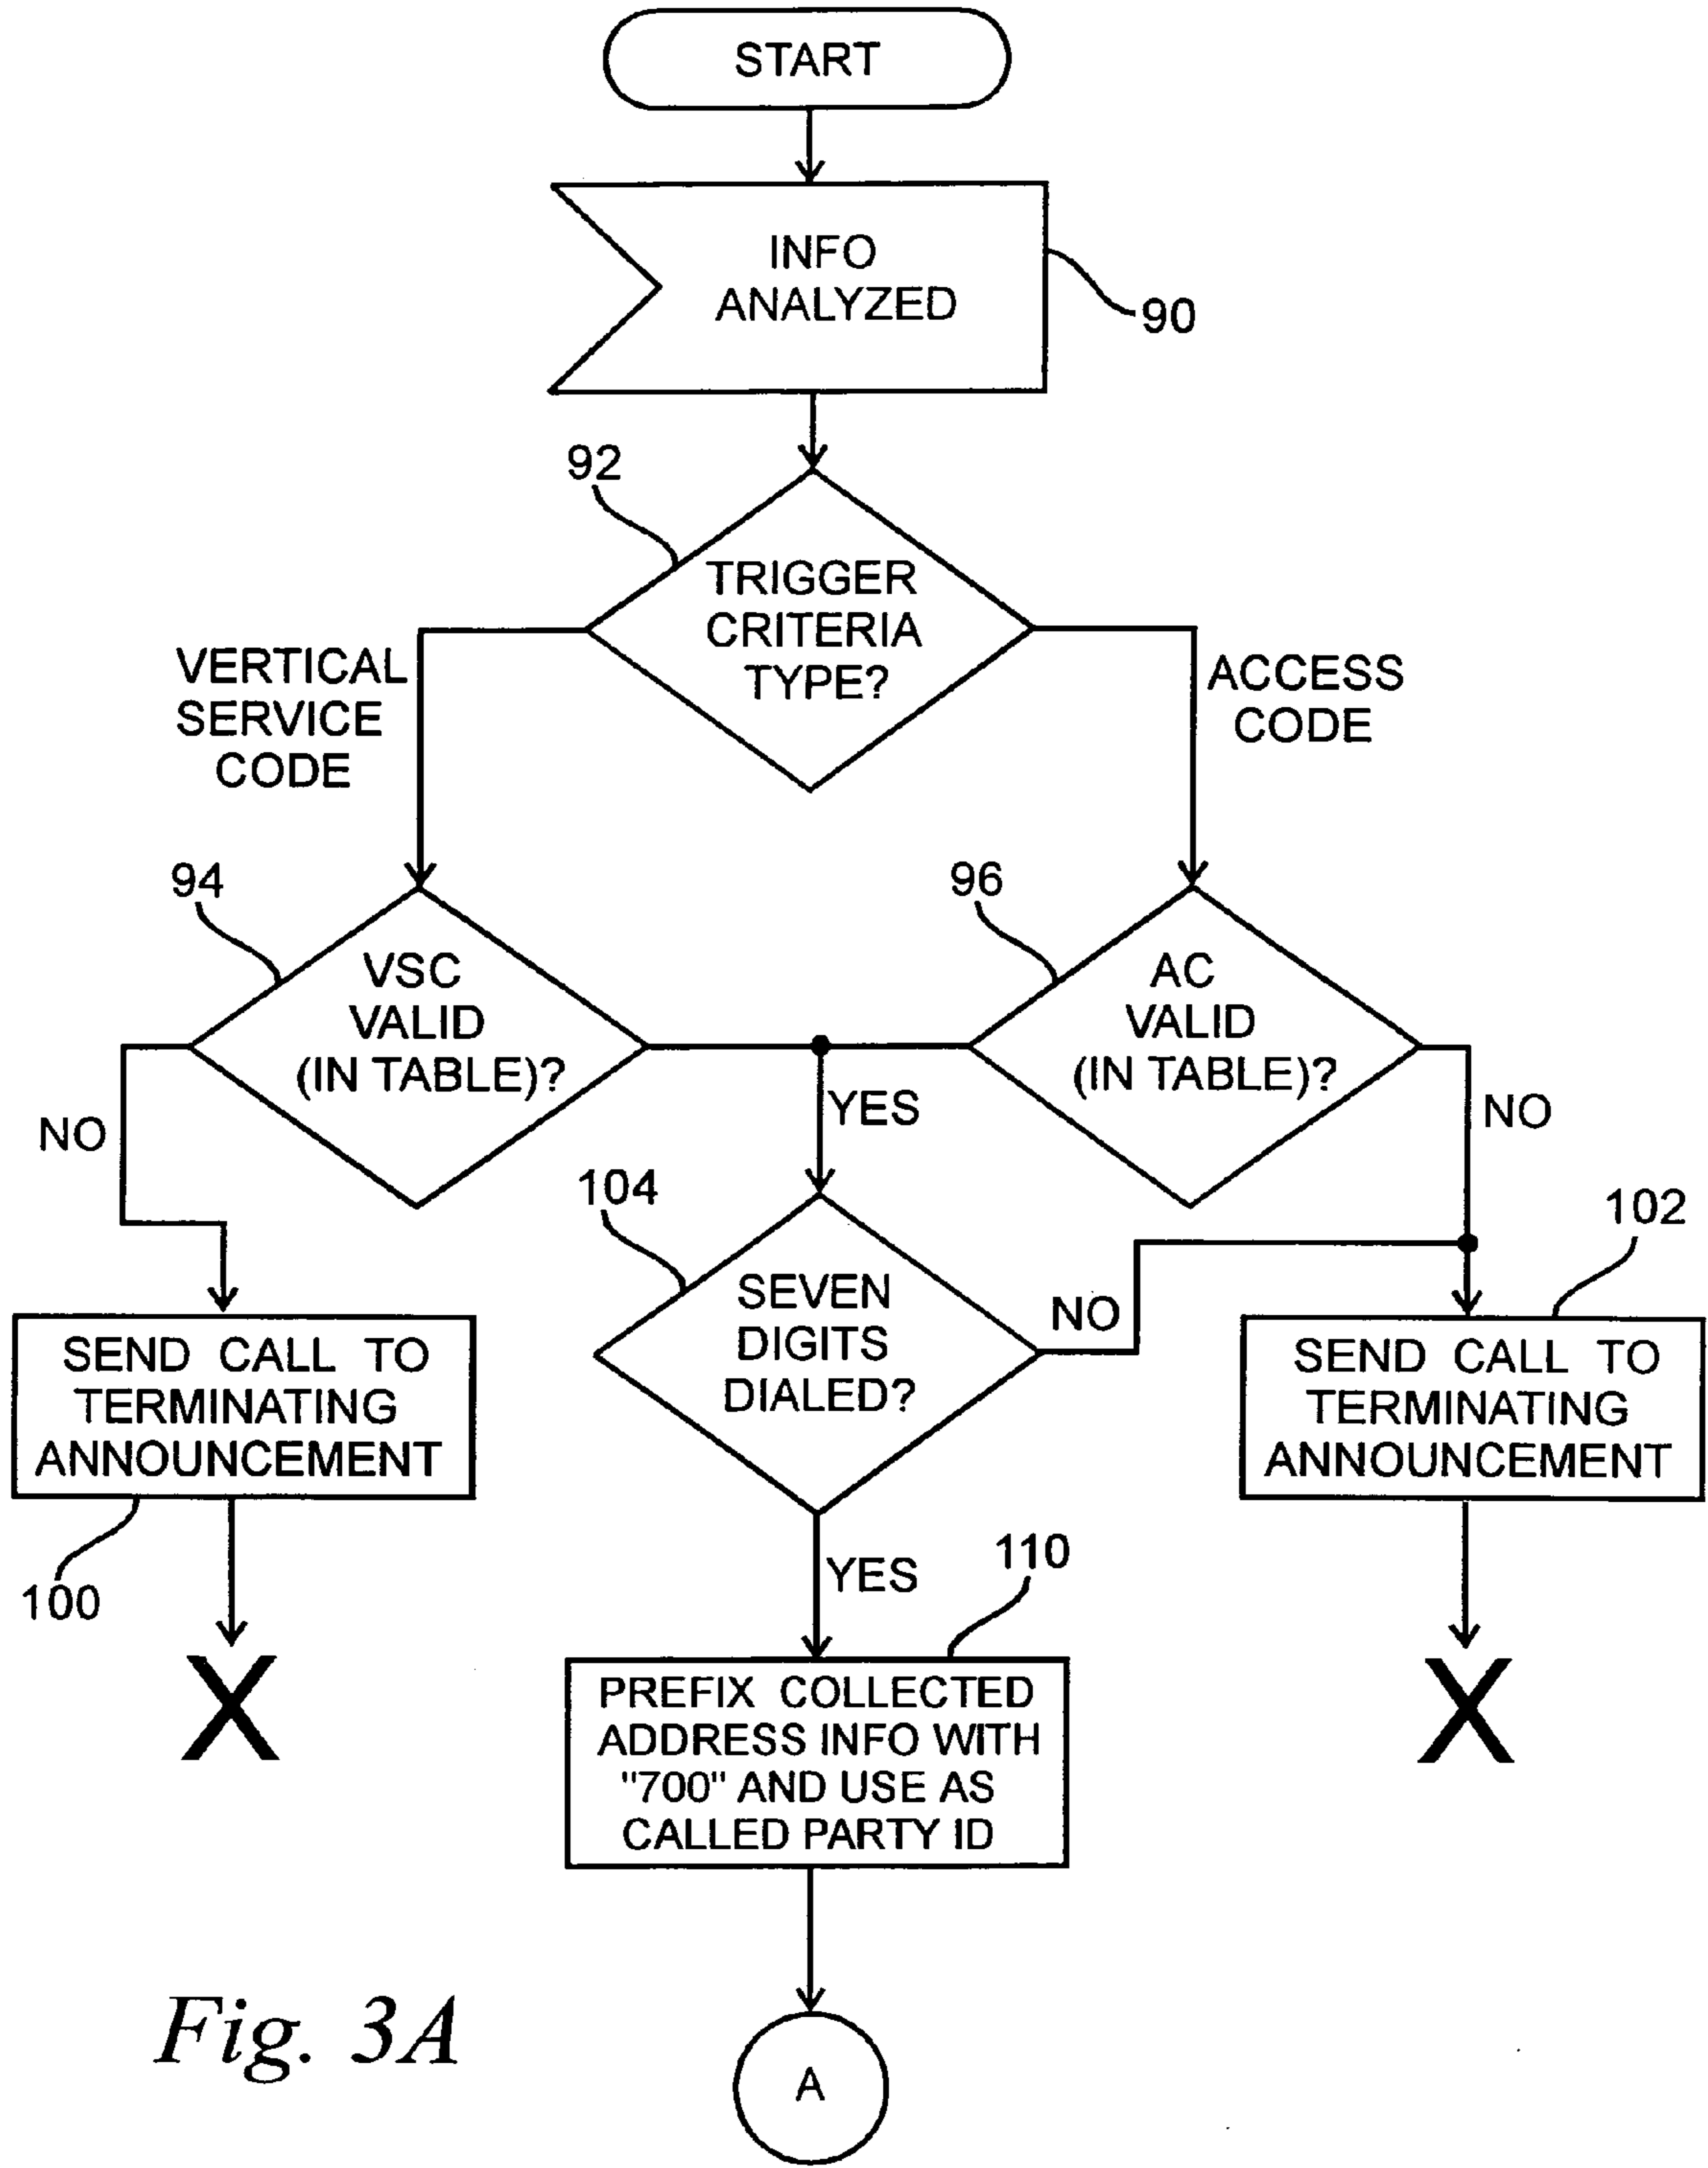 START
INFO
ANALYZED
90
92
TRIGGER
CRITERIA
TYPE?
VERTICAL
SERVICE
CODE
ACCESS
CODE
94
VSC
VALID
(IN TABLE)?
96
AC
VALID
(IN TABLE)?
NO
YES
NO
104
SEVEN
DIGITS
DIALED?
NO
102
SEND CALL TO
TERMINATING
ANNOUNCEMENT
100
X
SEND CALL TO
TERMINATING
ANNOUNCEMENT
X
YES
110
PREFIX COLLECTED
ADDRESS INFO WITH
"700" AND USE AS
CALLED PARTY ID
A
Fig. 3A